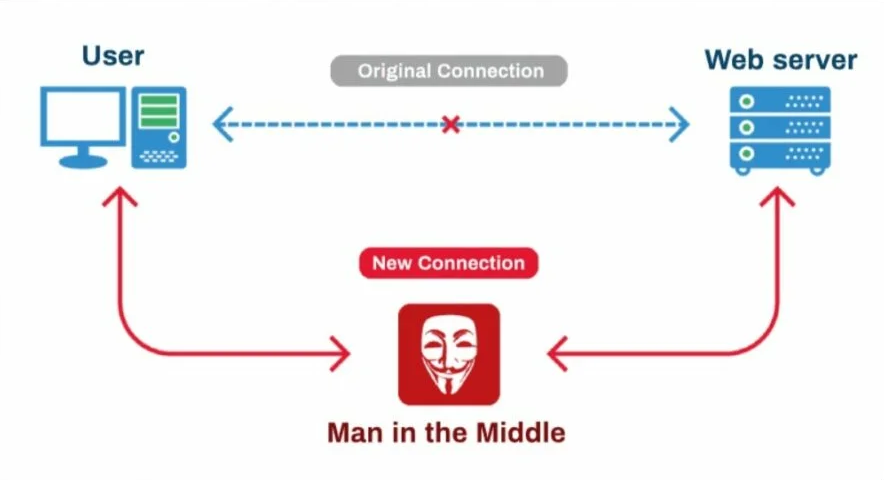 User
Original Connection
Web server
New Connection
Man in the Middle